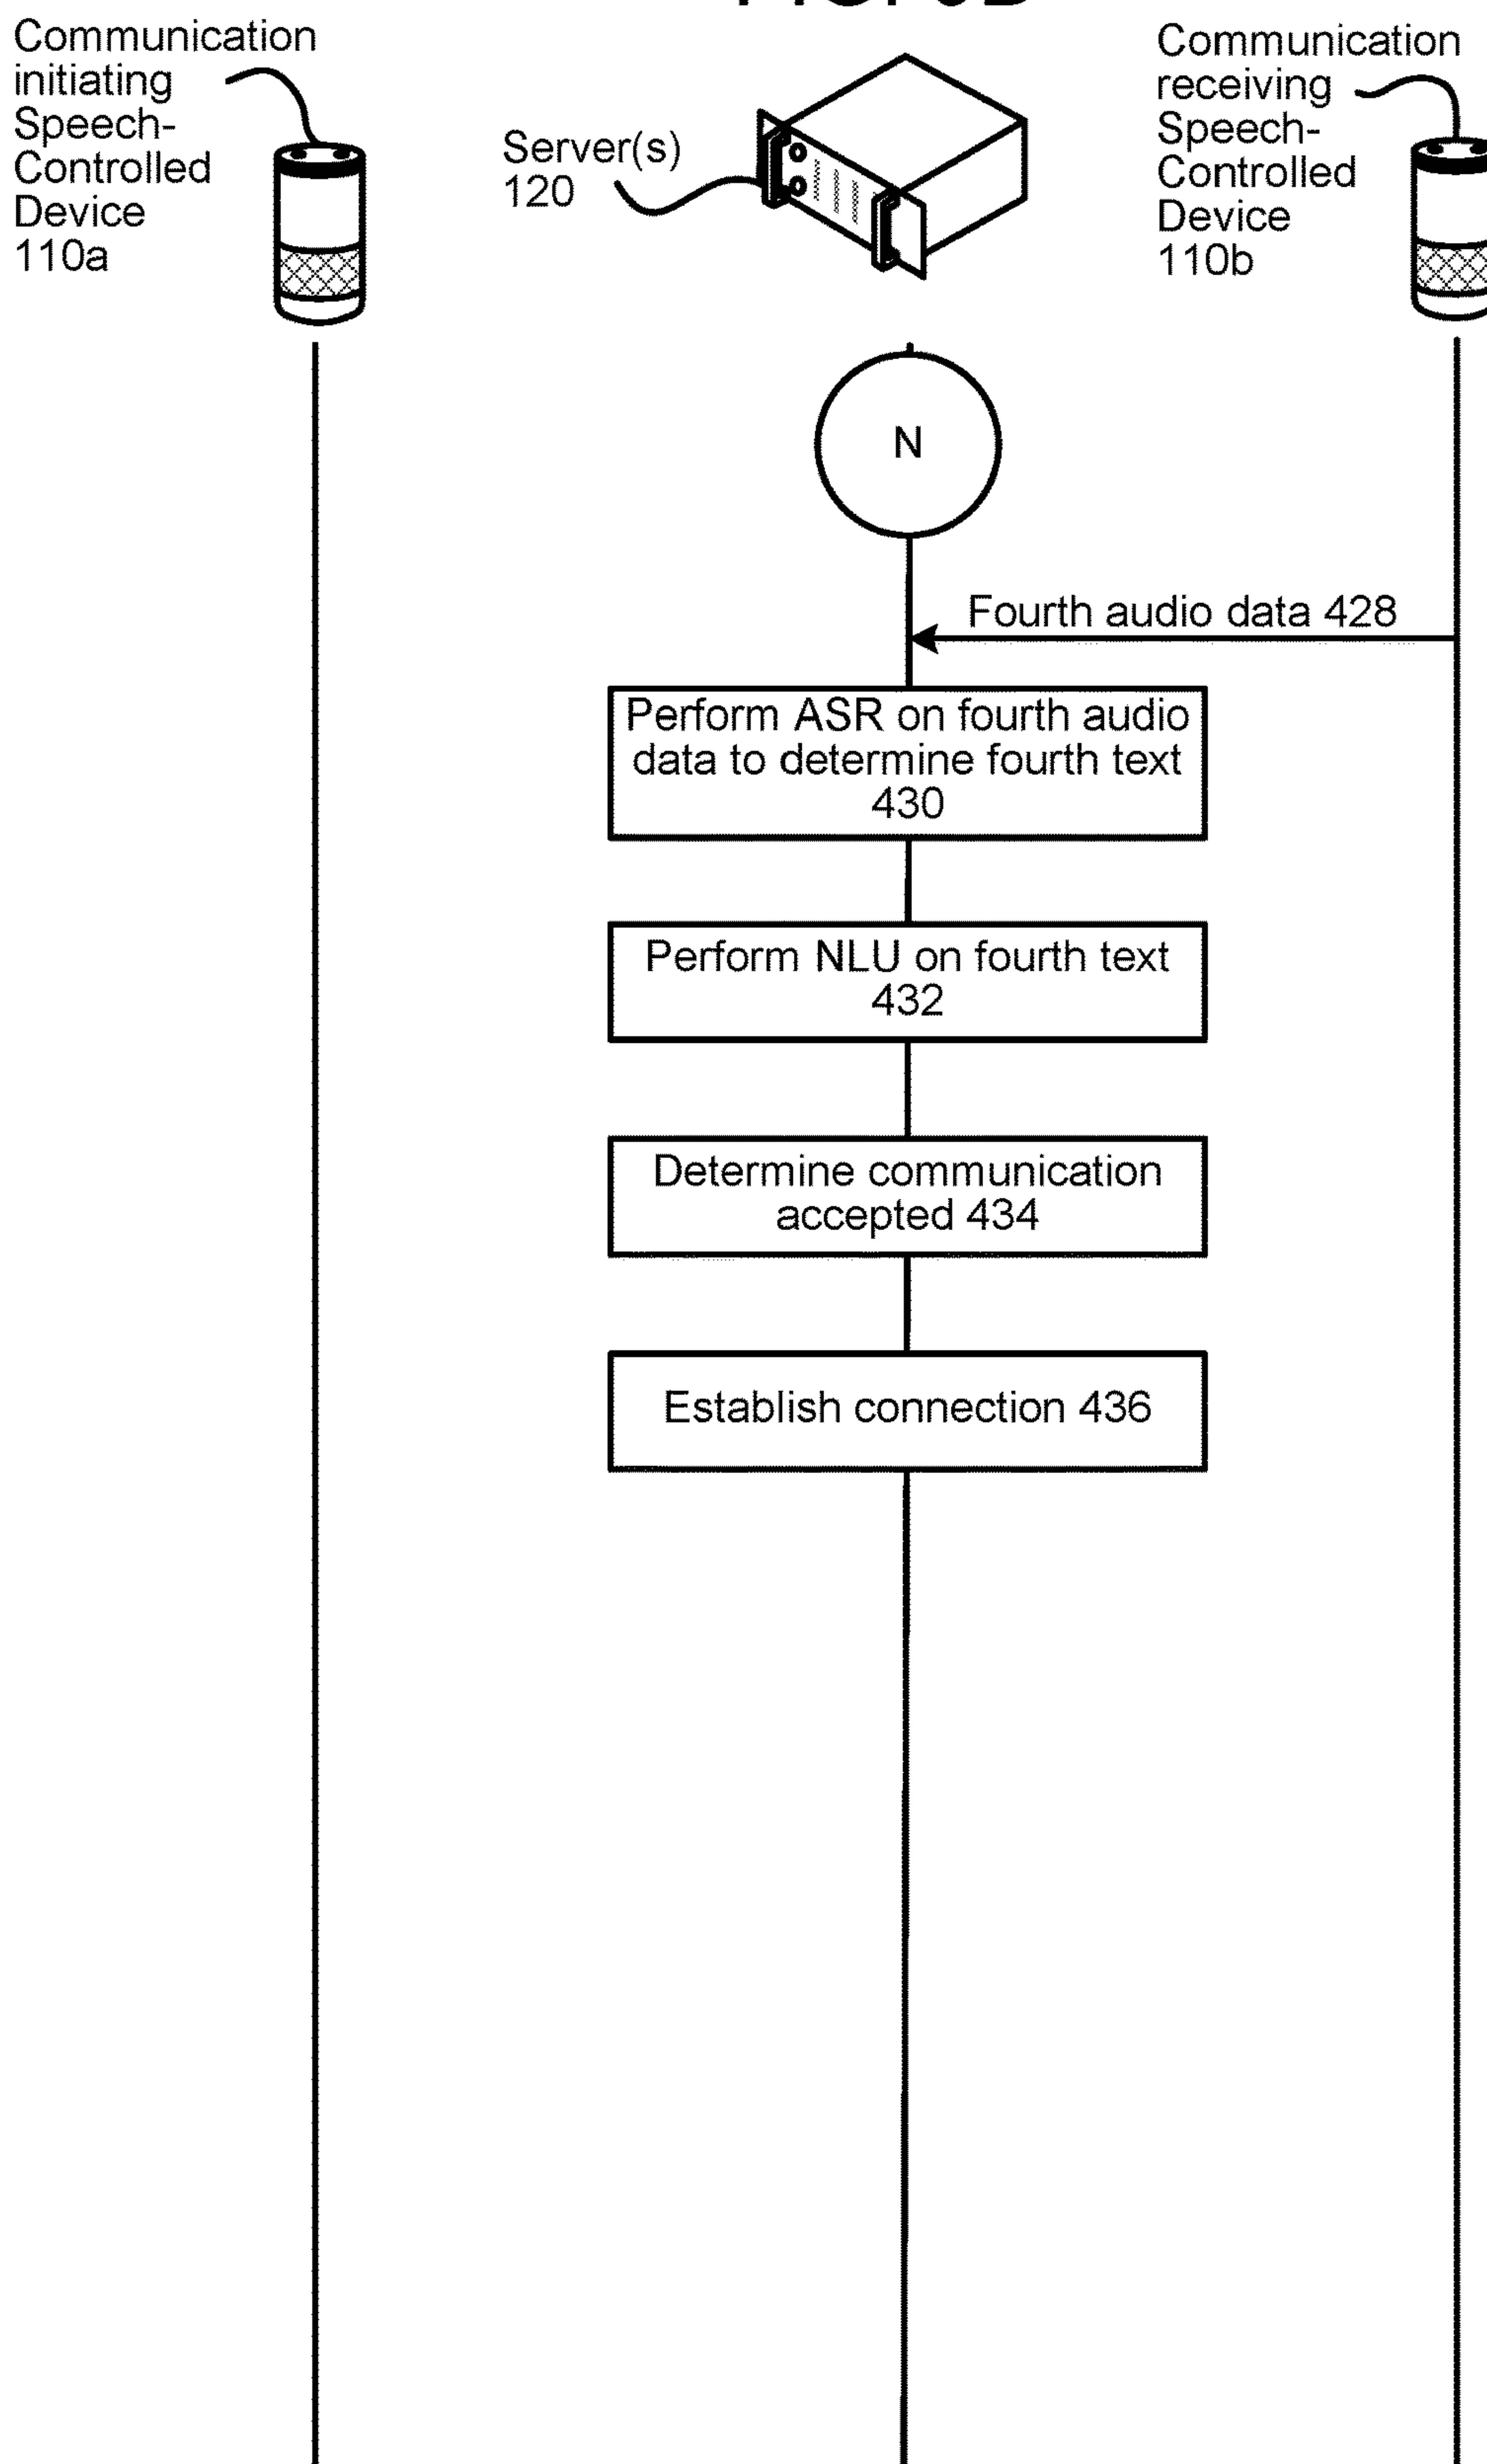 Communication
initiating
Speech-
Controlled
Device
110a
Server(s)
120
Communication
receiving
Speech-
Controlled
Device
110b
N
Fourth audio data 428
Perform ASR on fourth audio
data to determine fourth text
430
Perform NLU on fourth text
432
Determine communication
accepted 434
Establish connection 436